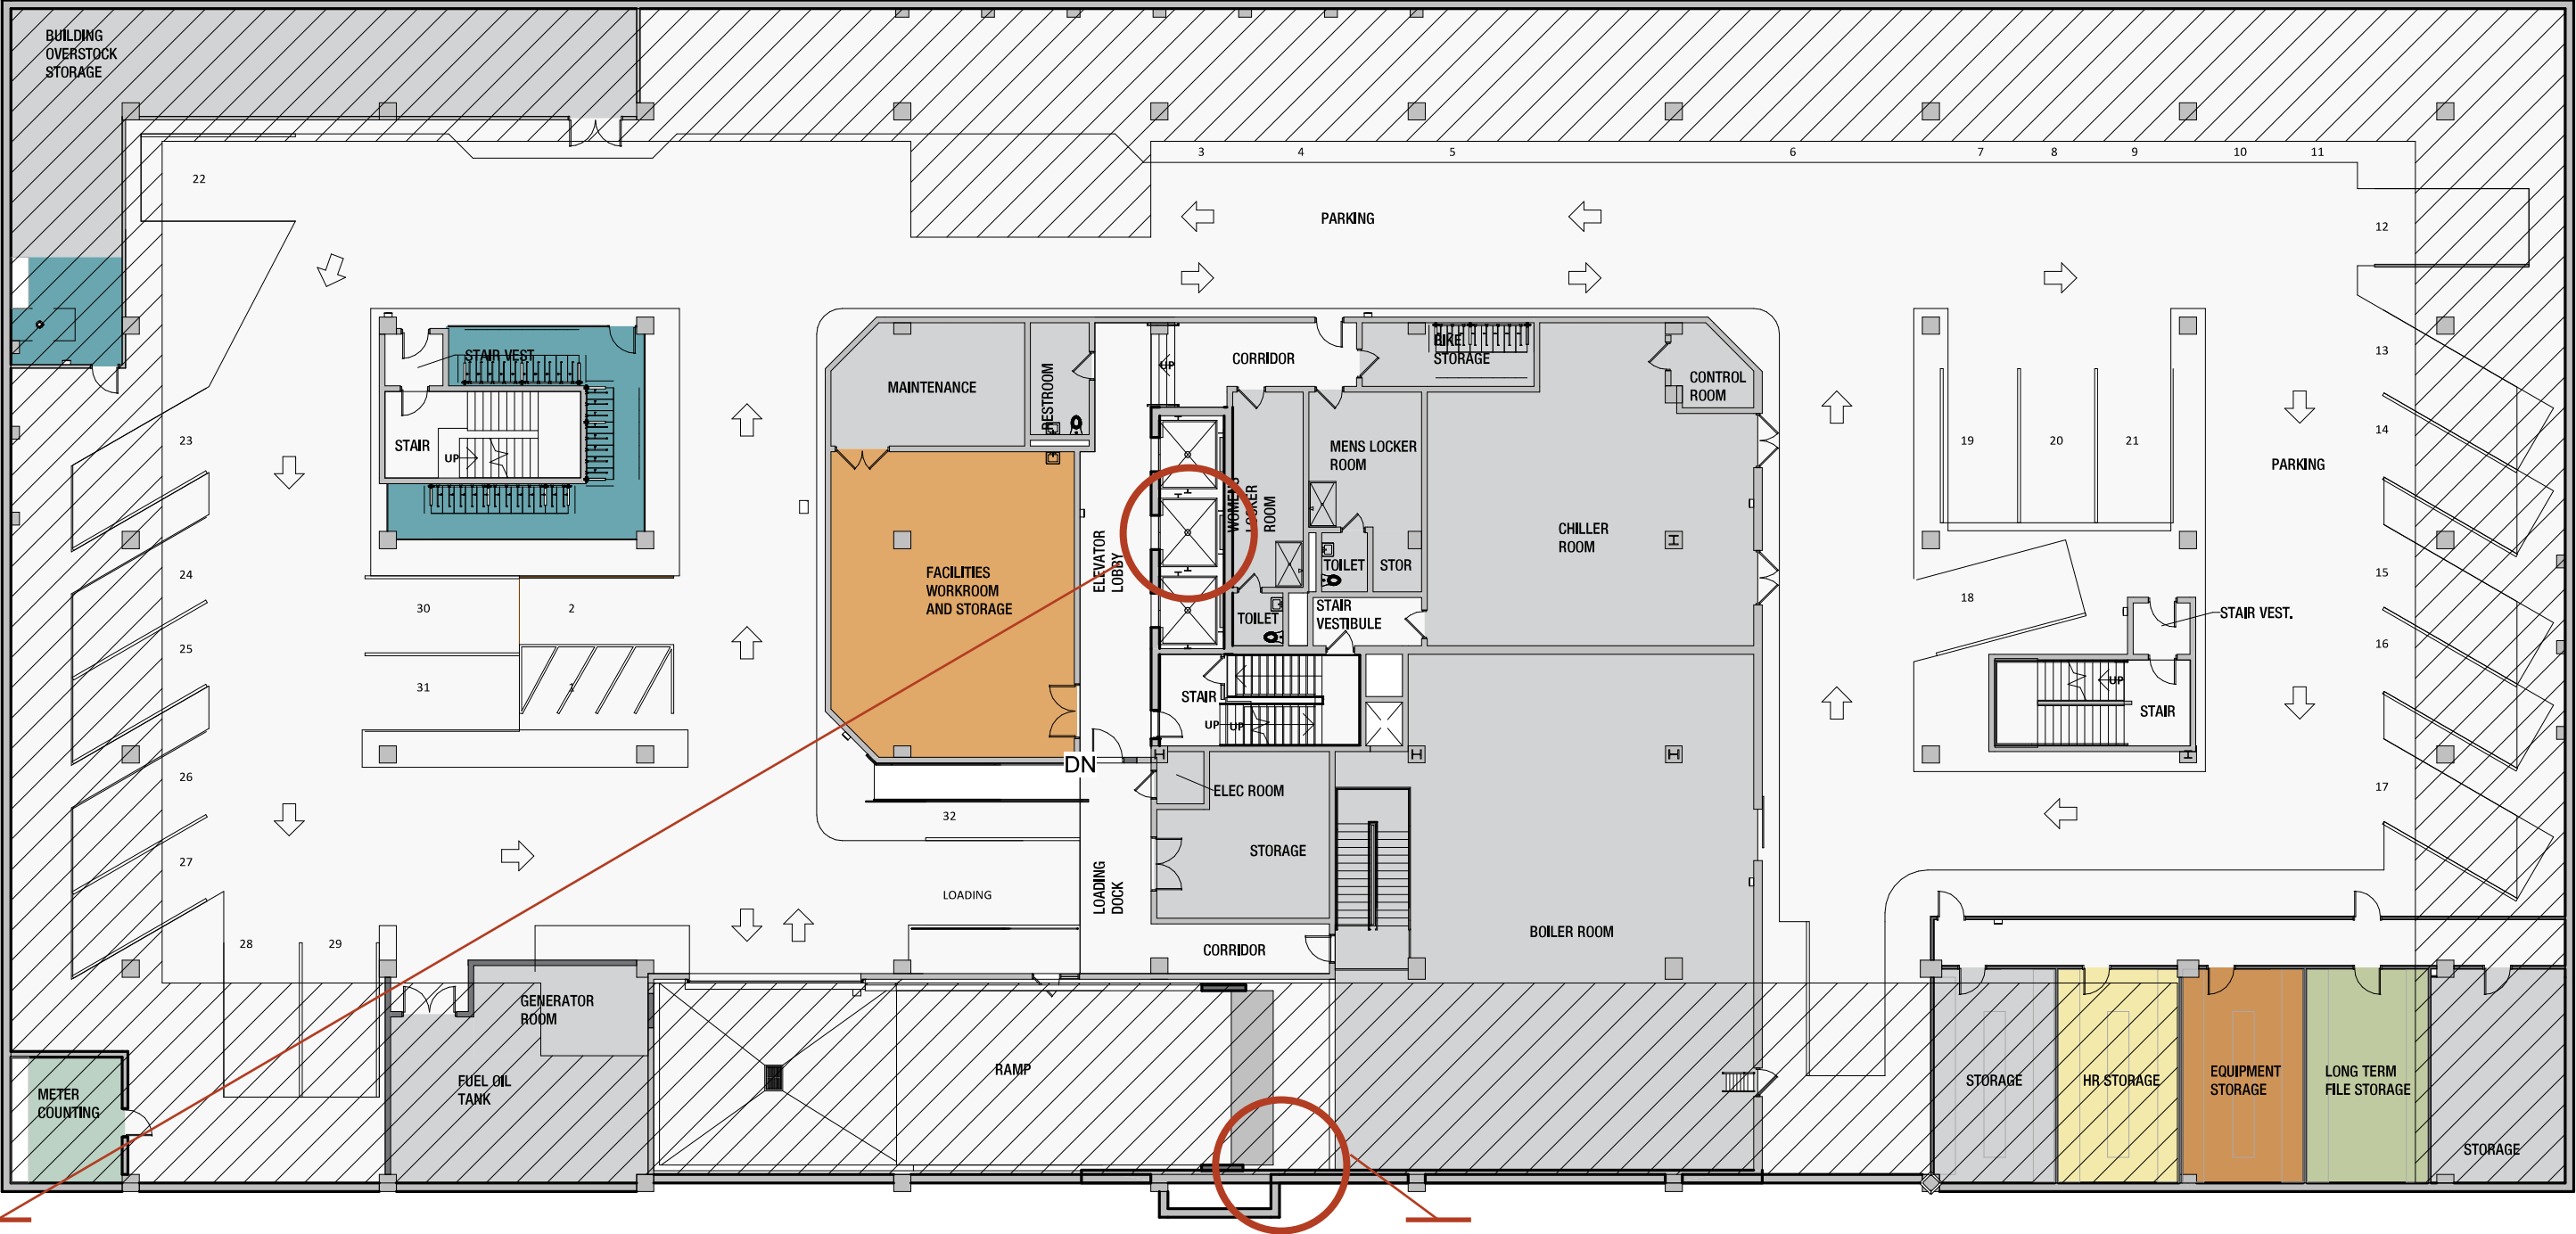 BUILDING
OVERSTOCK
STORAGE
3
4
5
6
7
8
9
10
11
22
PARKING
12
STAIR VEST
MAINTENANCE
RESTROOM
UP
CORRIDOR
BIKE
STORAGE
CONTROL
ROOM
13
23
STAIR
UP
MENS LOCKER
ROOM
WOMENS
LOCKER
ROOM
19
20
21
14
PARKING
CHILLER
ROOM
24
30
2
FACILITIES
WORKROOM
AND STORAGE
ELEVATOR
LOBBY
TOILET
STOR
15
18
TOILET
STAIR
VESTIBULE
STAIR VEST.
25
16
31
1
STAIR
UP
UP
UP
STAIR
26
DN
ELEC ROOM
17
32
27
STORAGE
LOADING
LOADING
DOCK
28
29
CORRIDOR
BOILER ROOM
GENERATOR
ROOM
METER
COUNTING
FUEL OIL
TANK
RAMP
STORAGE
HR STORAGE
EQUIPMENT
STORAGE
LONG TERM
FILE STORAGE
STORAGE